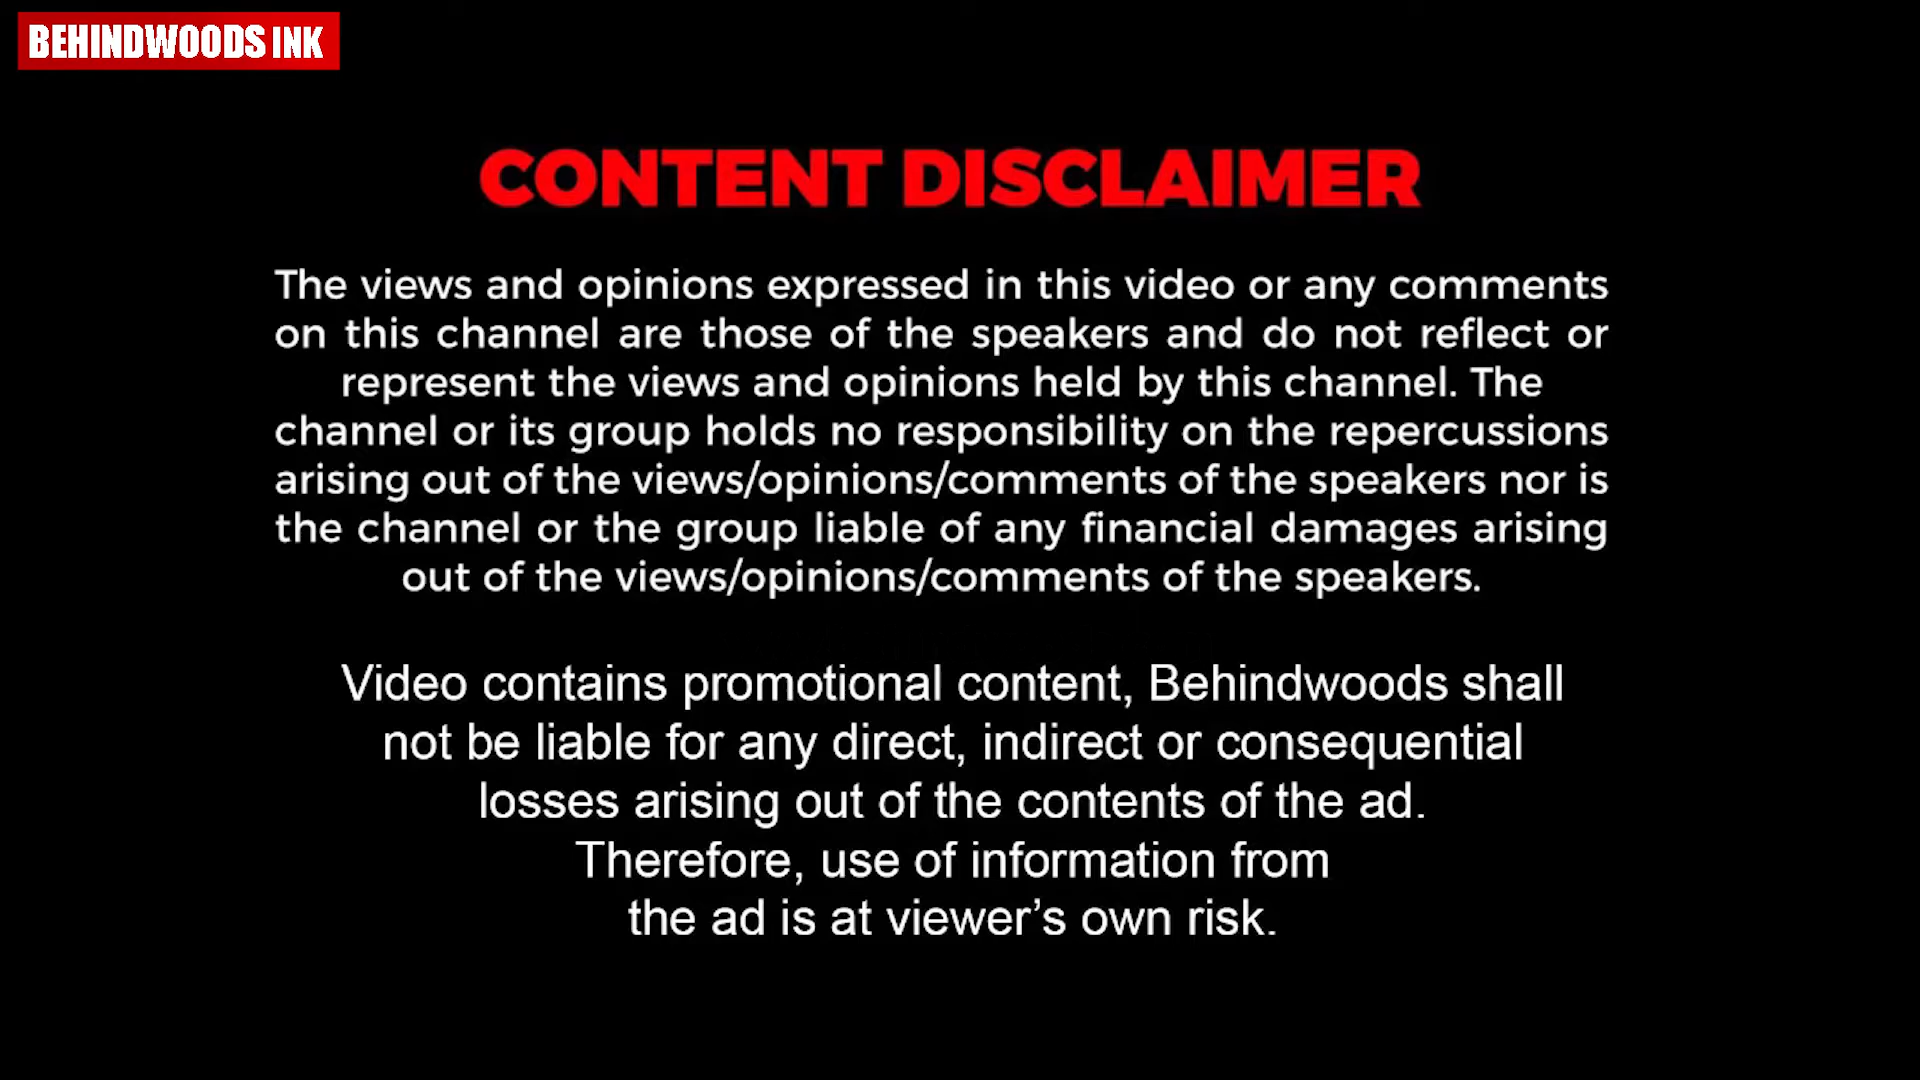 BEHINDWOODS INK
CONTENT DISCLAIMER
The views and opinions expressed in this video or any comments
on this channel are those of the speakers and do not reflect or
represent the views and opinions held by this channel. The
channel or its group holds no responsibility on the repercussions
arising out of the views/opinions/comments of the speakers nor is
the channel or the group liable of any financial damages arising
out of the views/opinions/comments of the speakers.
Video contains promotional content, Behindwoods shall
not be liable for any direct, indirect or consequential
losses arising out of the contents of the ad.
Therefore, use of information from
the ad is at viewer’s own risk.